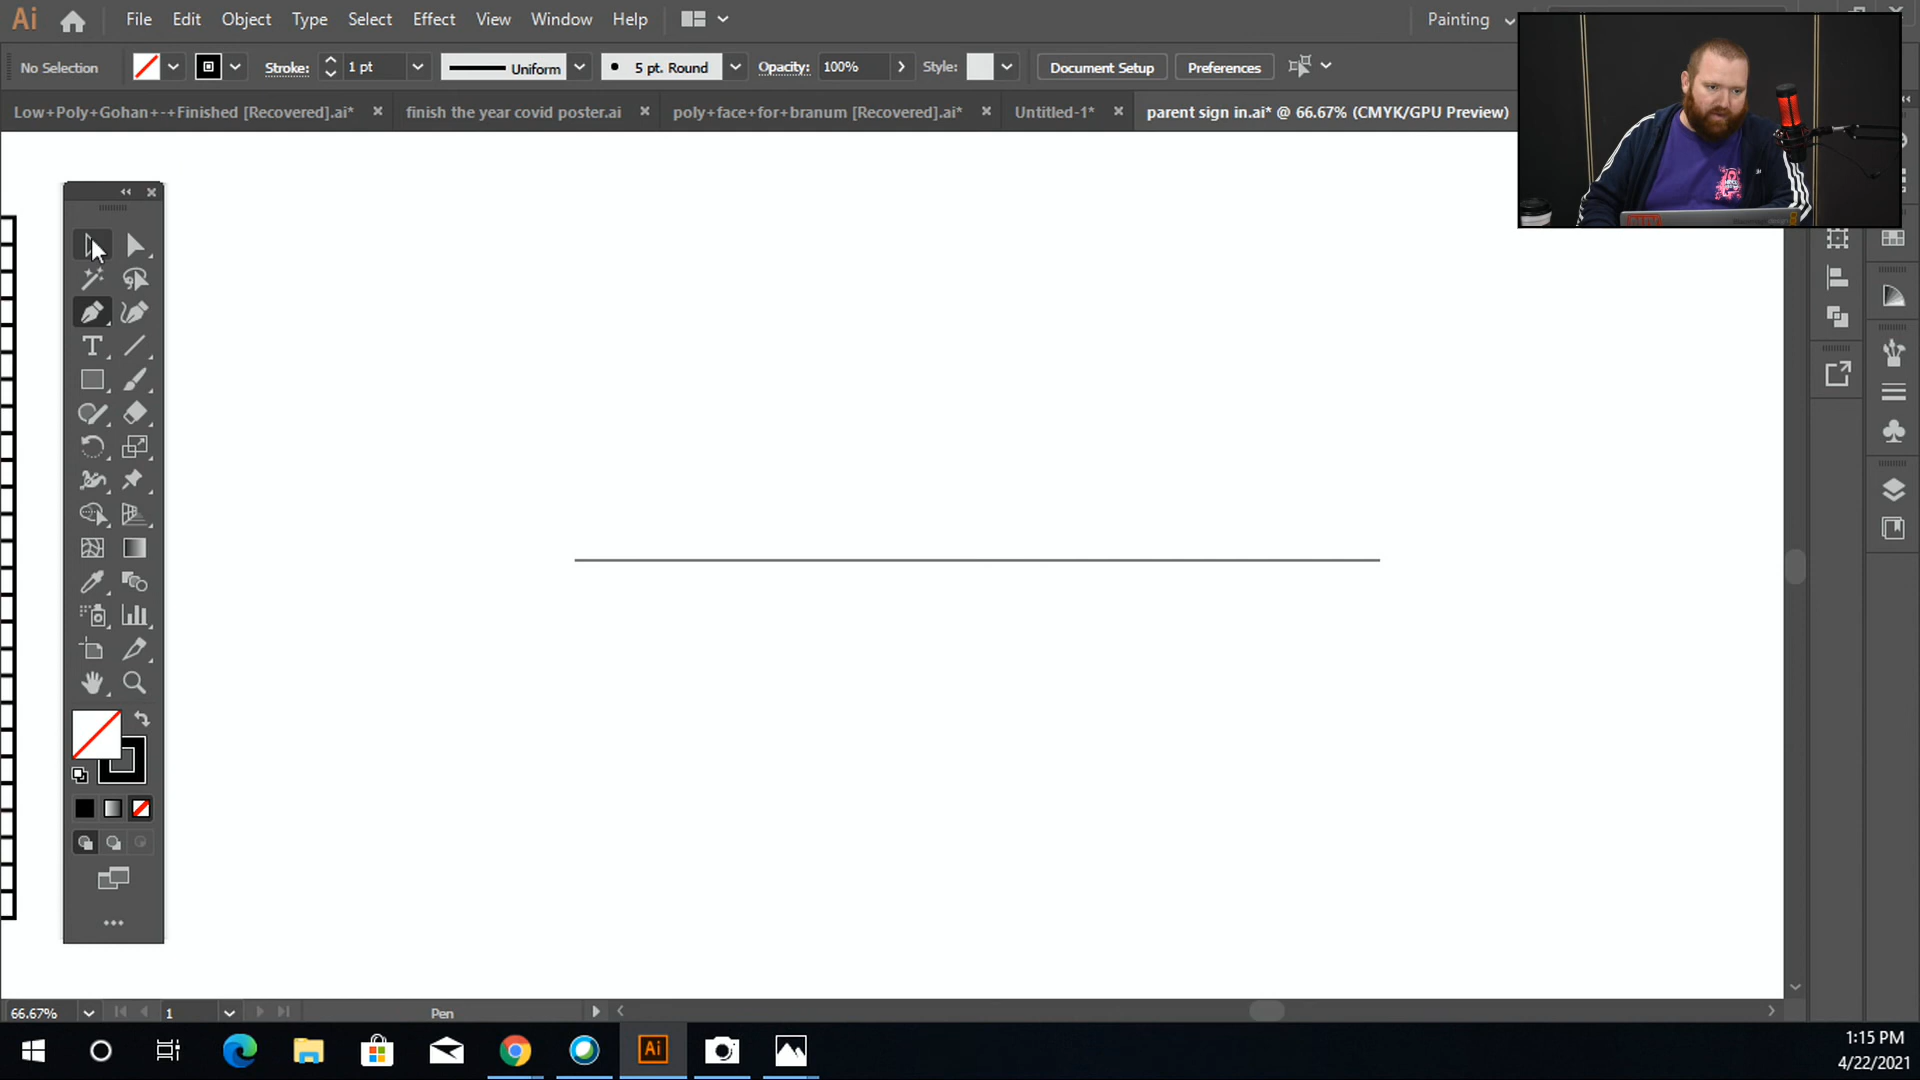 Ai File Edit Object Type Select Effect View Window Help Painting
No Selection Stroke: 1 pt Uniform 5 pt. Round Opacity: 100% Style: Document Setup Preferences
Low+Poly+Gohan+-+Finished [Recovered].ai* × finish the year covid poster.ai × poly+face+for+branum [Recovered].ai* × Untitled-1* × parent sign in.ai* @ 66.67% (CMYK/GPU Preview)
66.67% 1 Pen
Ai
1:15 PM
4/22/2021